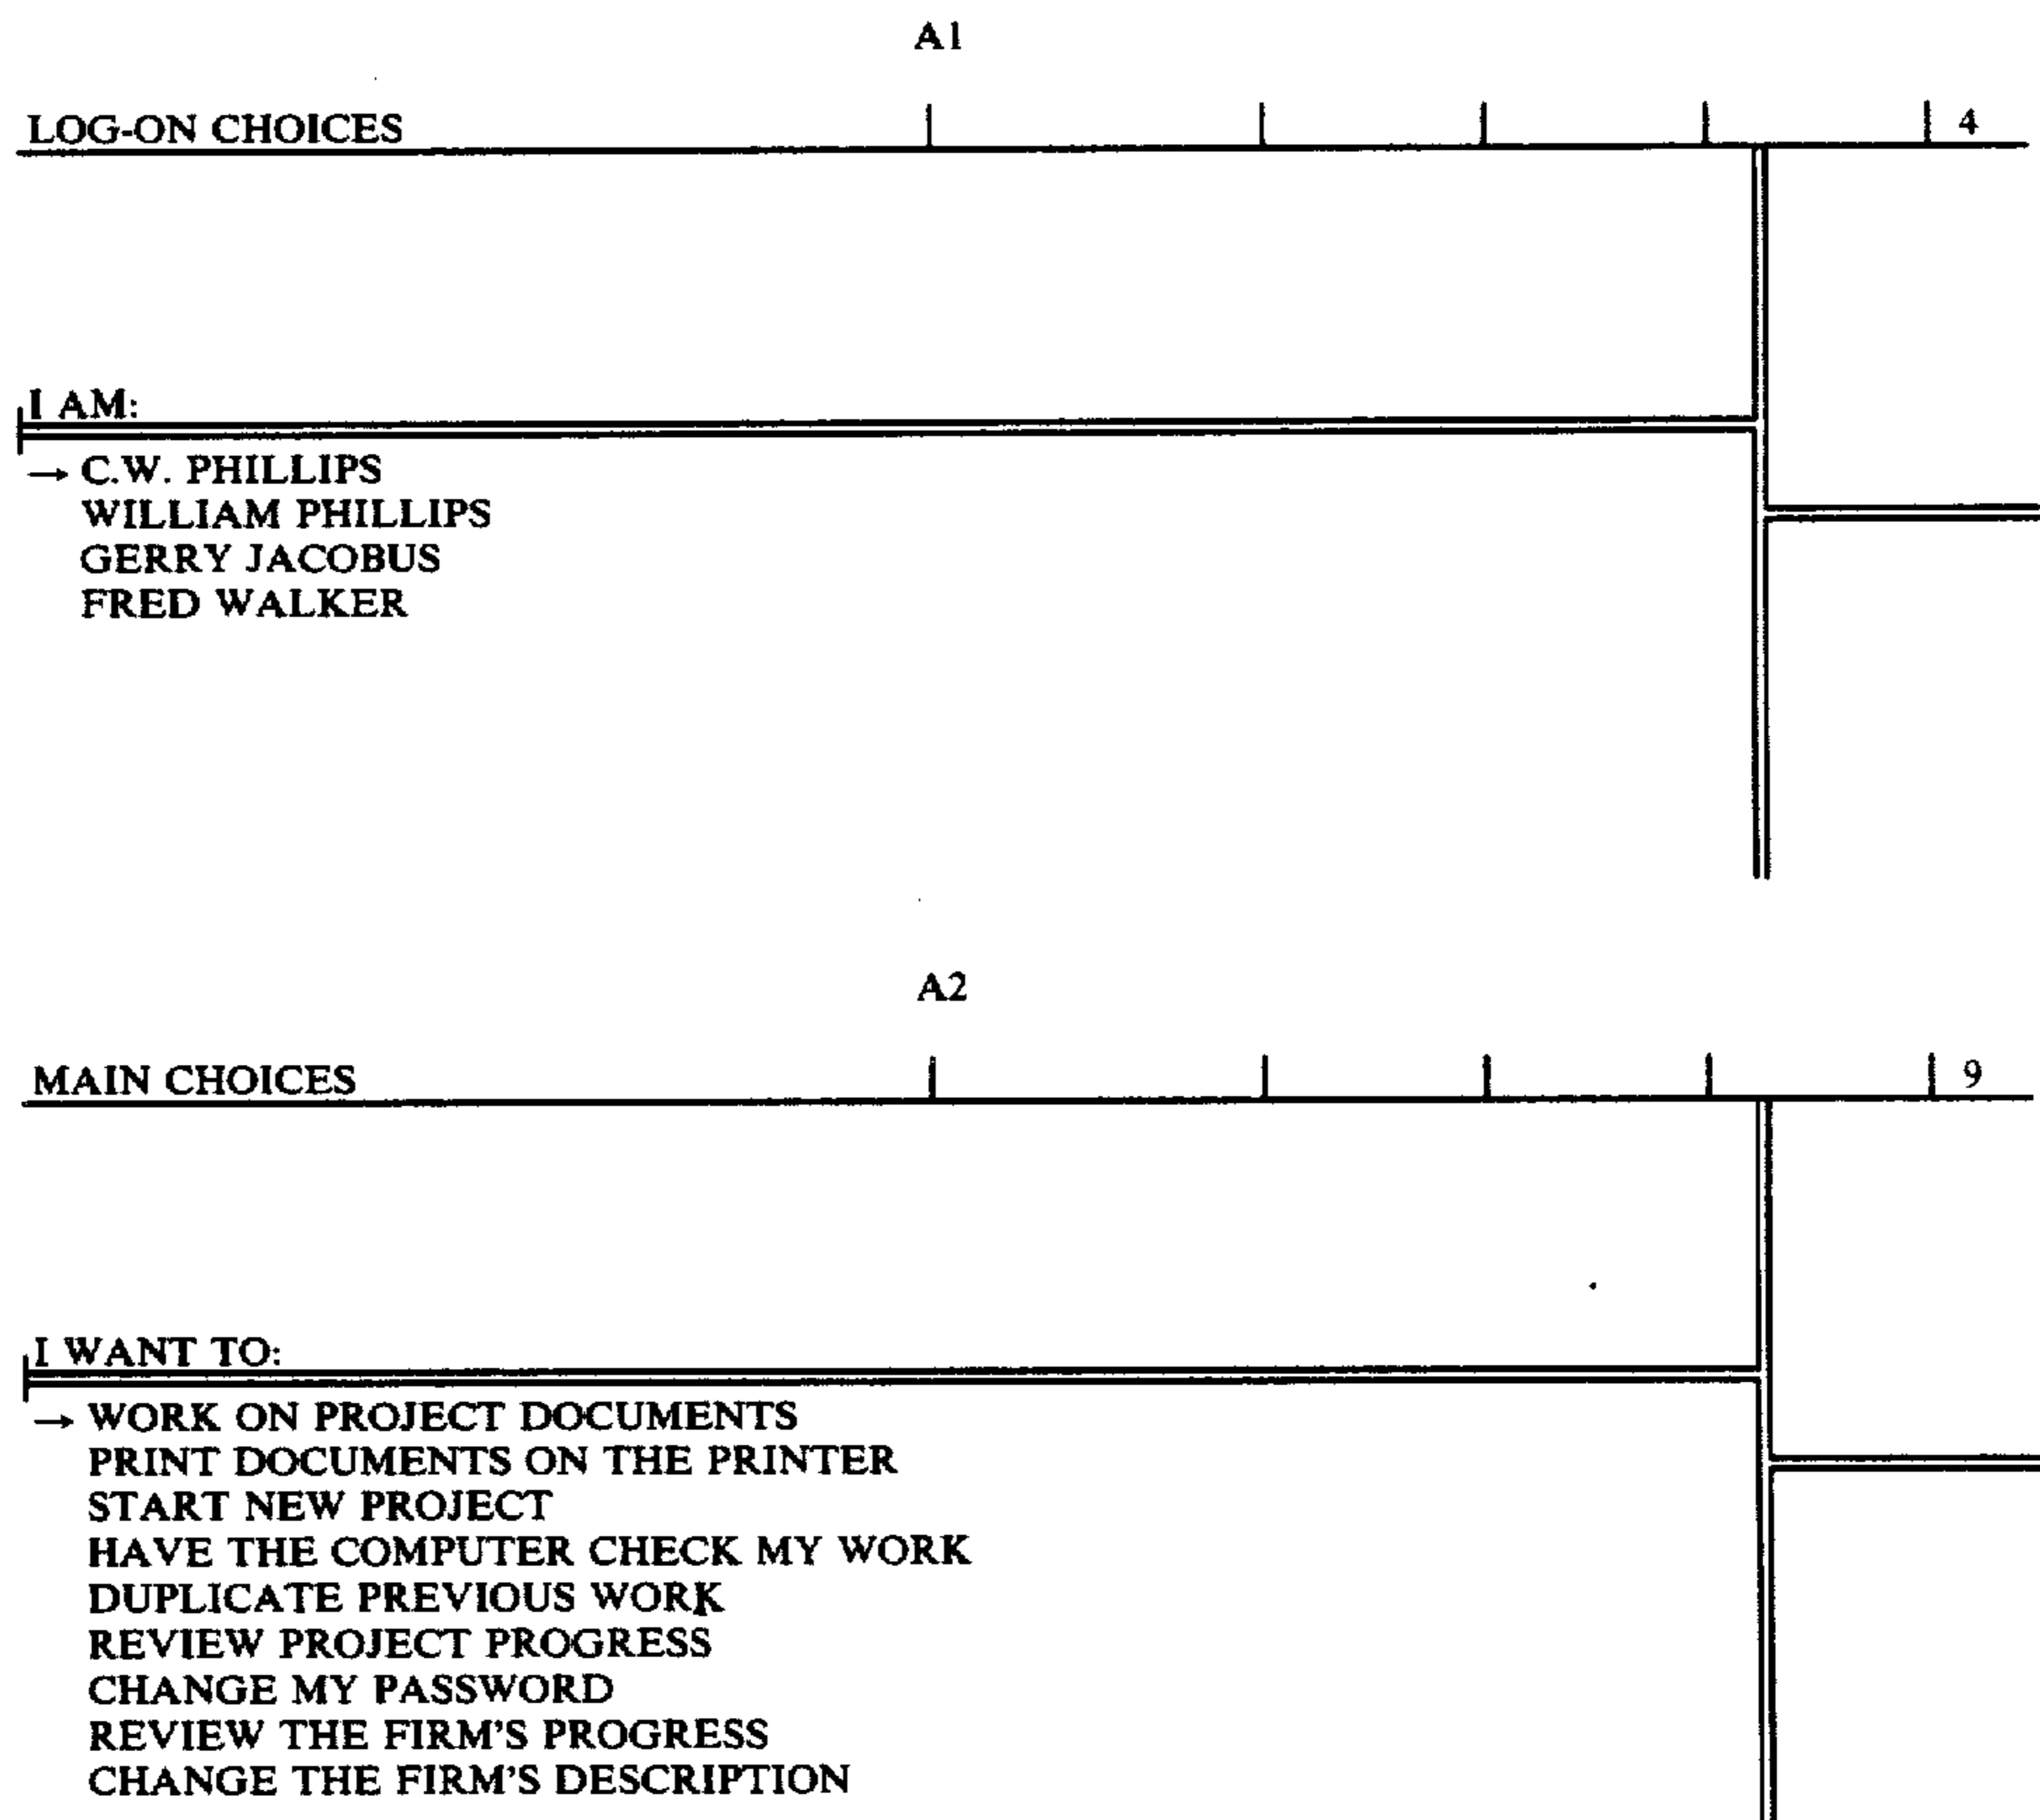 A1
LOG-ON CHOICES 4
I AM:
→ C.W. PHILLIPS
WILLIAM PHILLIPS
GERRY JACOBUS
FRED WALKER
A2
MAIN CHOICES 9
I WANT TO:
→ WORK ON PROJECT DOCUMENTS
PRINT DOCUMENTS ON THE PRINTER
START NEW PROJECT
HAVE THE COMPUTER CHECK MY WORK
DUPLICATE PREVIOUS WORK
REVIEW PROJECT PROGRESS
CHANGE MY PASSWORD
REVIEW THE FIRM'S PROGRESS
CHANGE THE FIRM'S DESCRIPTION